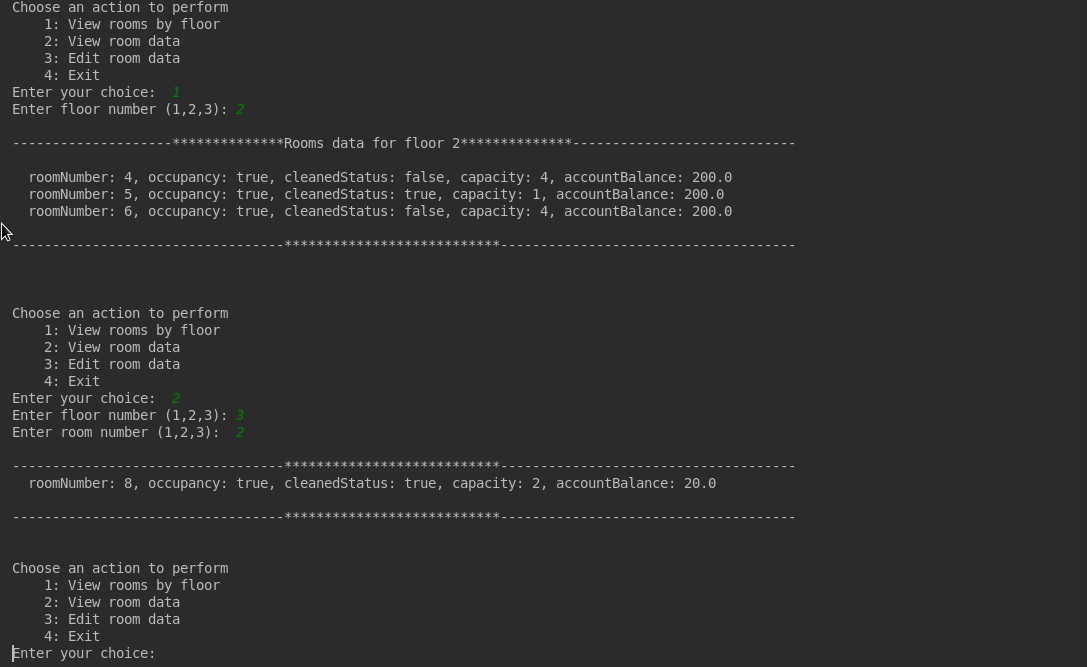 Choose an action to perform
    1: View rooms by floor
    2: View room data
    3: Edit room data
    4: Exit
Enter your choice:  1
Enter floor number (1,2,3): 2
--------------------**************Rooms data for floor 2**************----------------------------
  roomNumber: 4, occupancy: true, cleanedStatus: false, capacity: 4, accountBalance: 200.0
  roomNumber: 5, occupancy: true, cleanedStatus: true, capacity: 1, accountBalance: 200.0
  roomNumber: 6, occupancy: true, cleanedStatus: false, capacity: 4, accountBalance: 200.0
----------------------------------***************************-------------------------------------
Choose an action to perform
    1: View rooms by floor
    2: View room data
    3: Edit room data
    4: Exit
Enter your choice:  2
Enter floor number (1,2,3): 3
Enter room number (1,2,3):  2
----------------------------------***************************-------------------------------------
  roomNumber: 8, occupancy: true, cleanedStatus: true, capacity: 2, accountBalance: 20.0
----------------------------------***************************-------------------------------------
Choose an action to perform
    1: View rooms by floor
    2: View room data
    3: Edit room data
    4: Exit
Enter your choice: